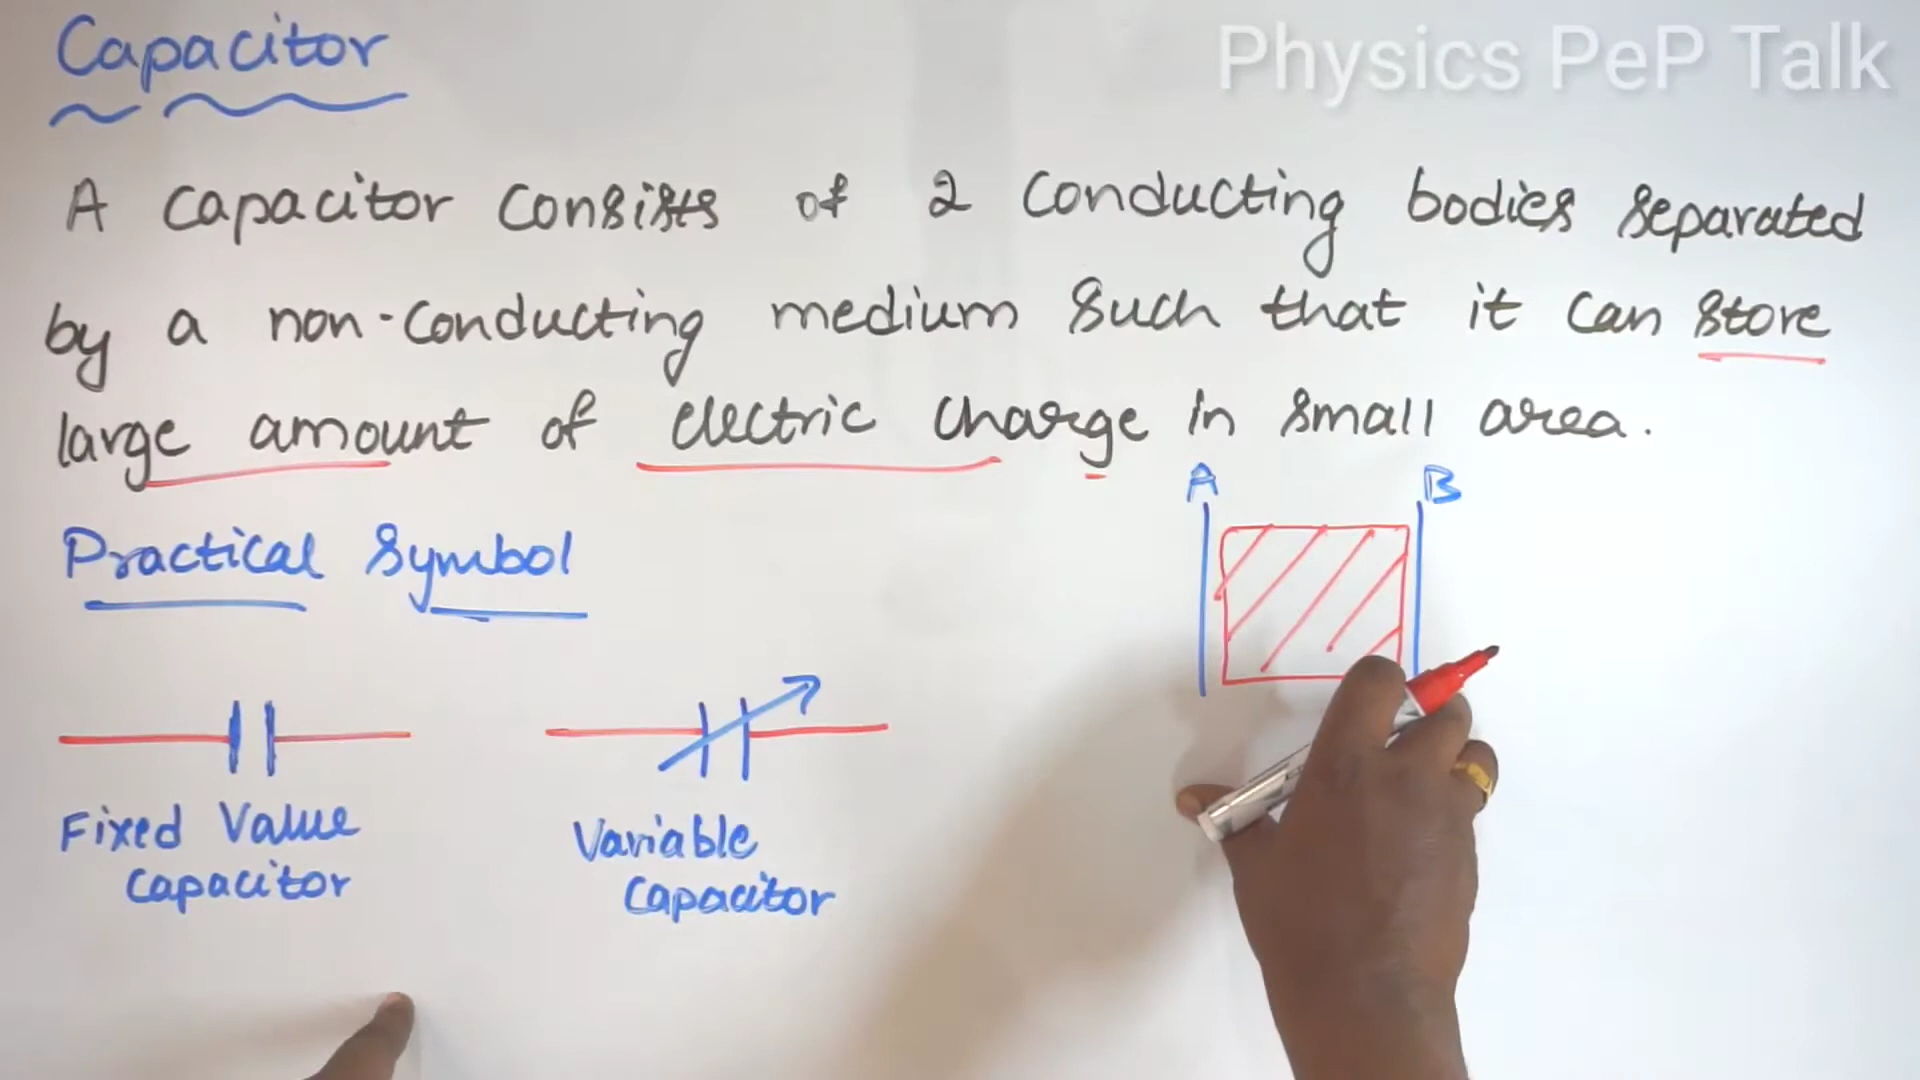 Capacitor
Physics PeP Talk
A capacitor consists of 2 conducting bodies separated
by a non-conducting medium such that it can store
large amount of electric charge in small area.
A B
Practical Symbol
Fixed Value
Capacitor
Variable
Capacitor